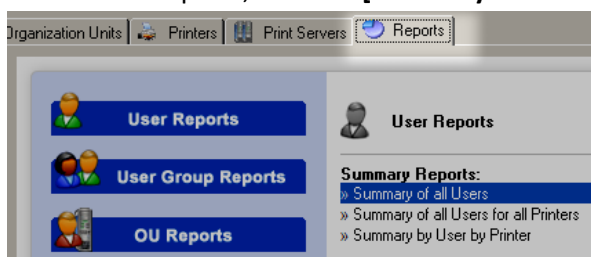 Organization Units Printers Print Servers Reports
User Reports
User Group Reports
OU Reports
User Reports
Summary Reports:
» Summary of all Users
» Summary of all Users for all Printers
» Summary by User by Printer